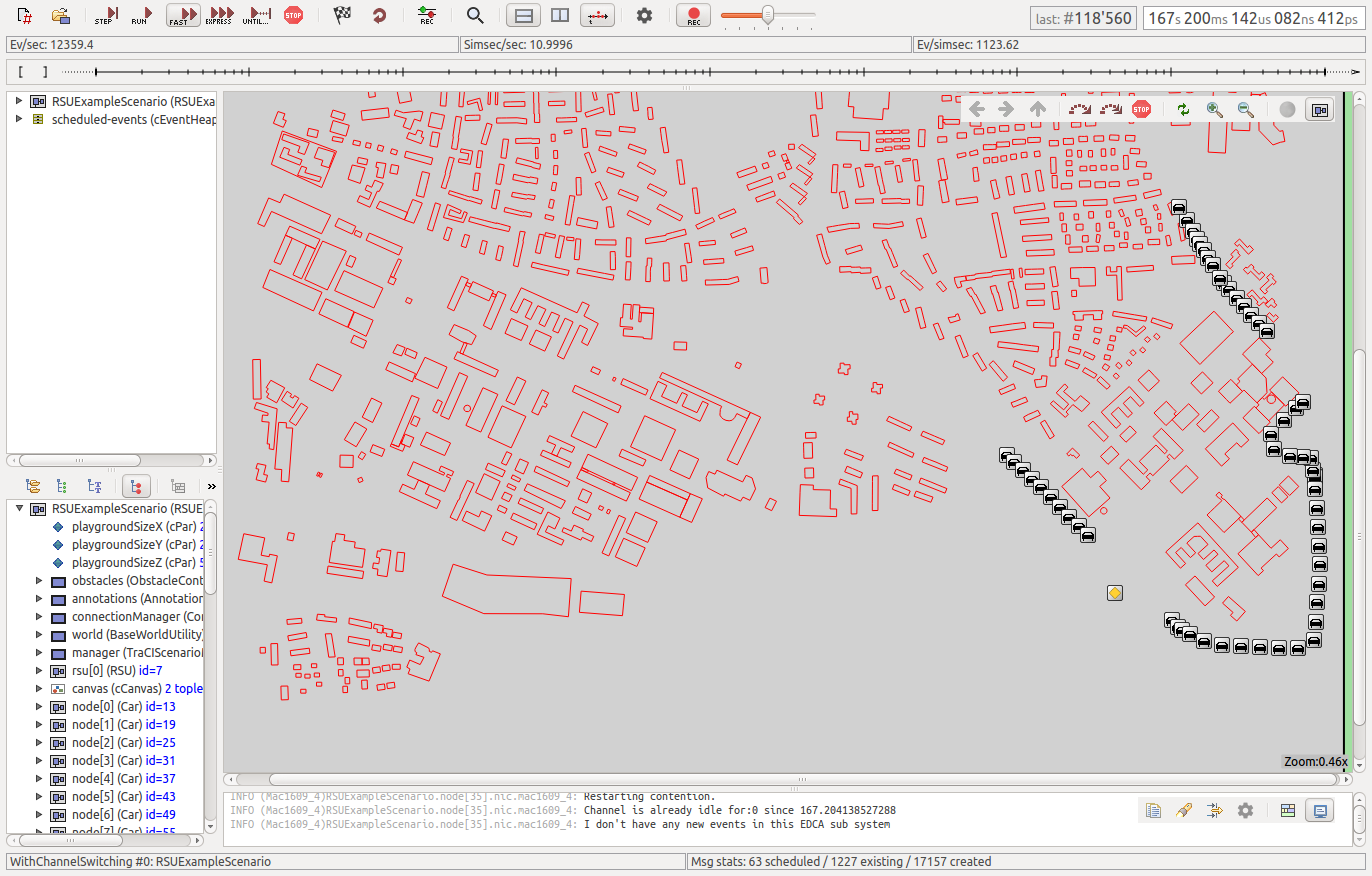 STEP RUN FAST EXPRESS UNTIL... STOP REC REC
last: #118'560 167s 200ms 142us 082ns 412ps
Ev/sec: 12359.4 Simsec/sec: 10.9996 Ev/simsec: 1123.62
[ ]
RSUExampleScenario (RSUExa
scheduled-events (cEventHeap
STOP
RSUExampleScenario (RSUE
playgroundSizeX (cPar) 2
playgroundSizeY (cPar) 2
playgroundSizeZ (cPar) 5
obstacles (ObstacleCont
annotations (Annotation
connectionManager (Cor
world (BaseWorldUtility)
manager (TraCIScenarioI
rsu[0] (RSU) id=7
canvas (cCanvas) 2 tople
node[0] (Car) id=13
node[1] (Car) id=19
node[2] (Car) id=25
node[3] (Car) id=31
node[4] (Car) id=37
node[5] (Car) id=43
node[6] (Car) id=49
node[7] (Car) id=55
Zoom:0.46x
INFO (Mac1609_4)RSUExampleScenario.node[35].nic.mac1609_4: Restarting contention.
INFO (Mac1609_4)RSUExampleScenario.node[35].nic.mac1609_4: Channel is already idle for:0 since 167.204138527288
INFO (Mac1609_4)RSUExampleScenario.node[35].nic.mac1609_4: I don't have any new events in this EDCA sub system
WithChannelSwitching #0: RSUExampleScenario
Msg stats: 63 scheduled / 1227 existing / 17157 created